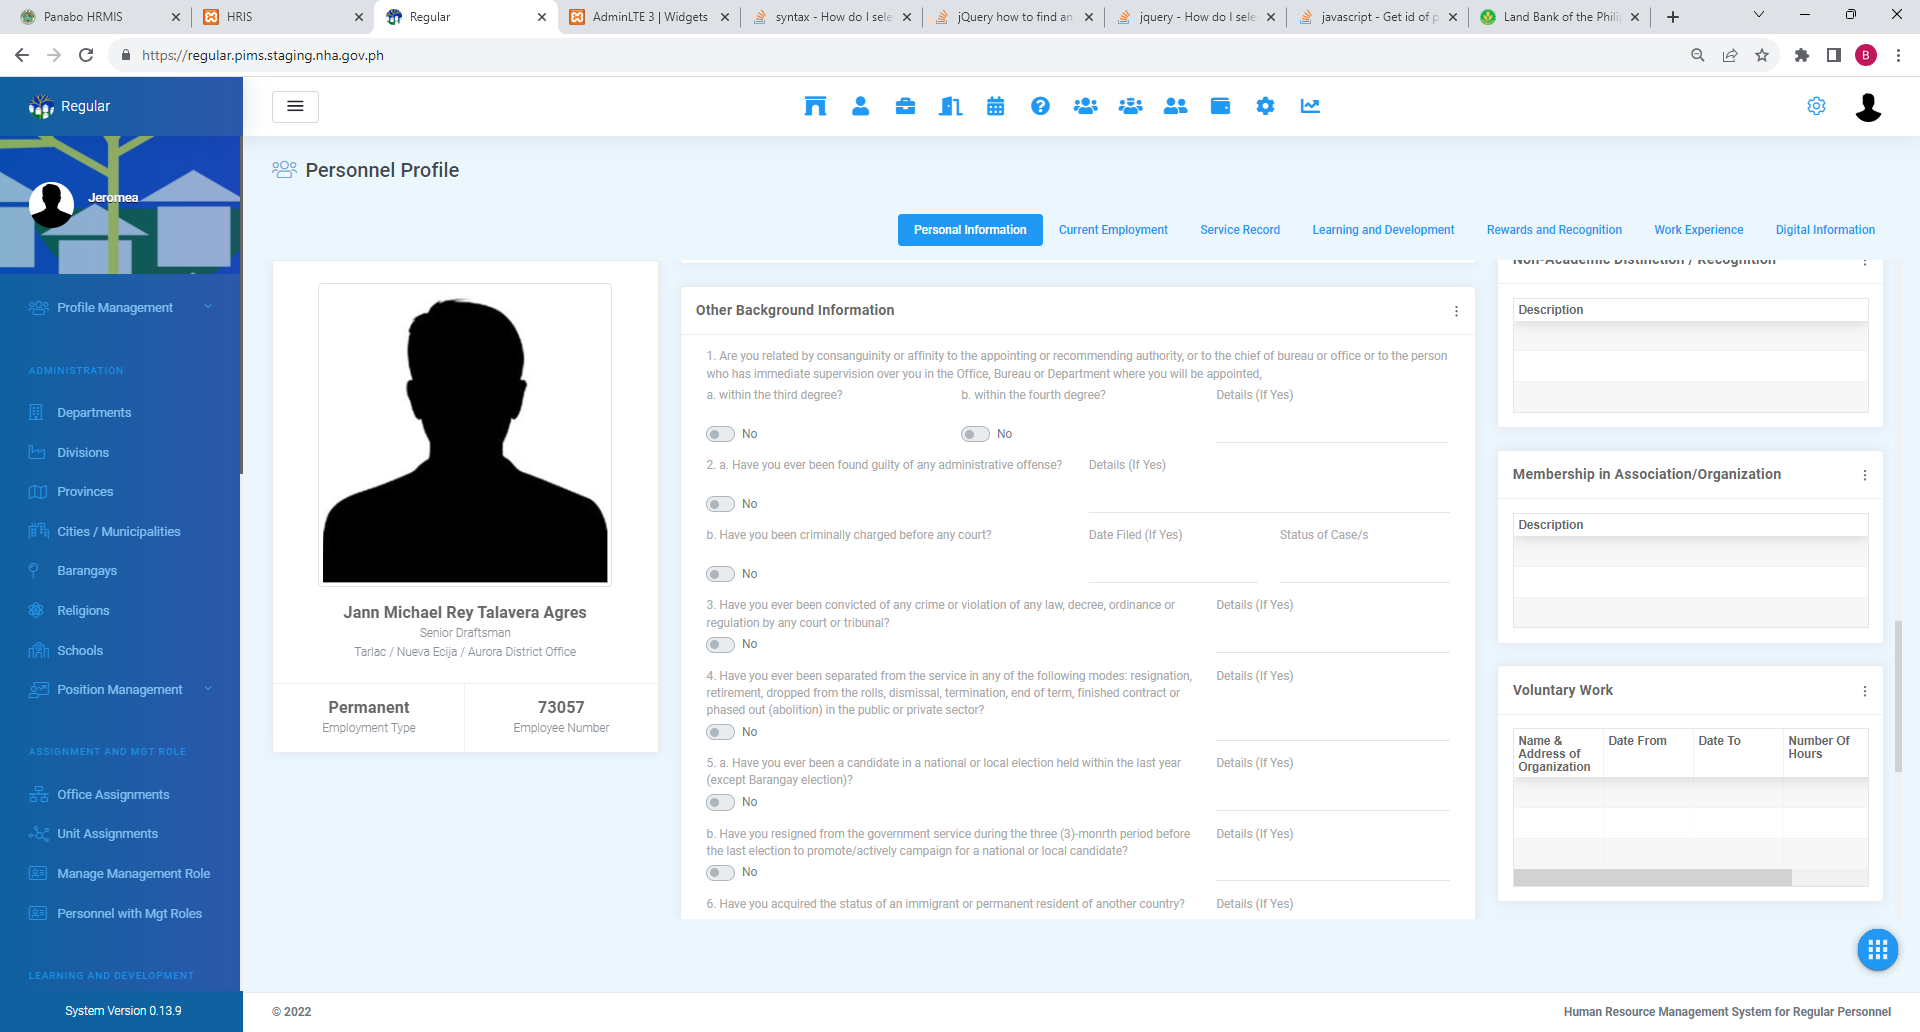 Panabo HRMIS
HRIS
Regular
AdminLTE 3 | Widgets
syntax - How do I sele
jQuery how to find an
jquery - How do I sele
javascript - Get id of p
Land Bank of the Phili
https://regular.pims.staging.nha.gov.ph
B
Regular
Personnel Profile
Jeromea
Personal Information
Current Employment
Service Record
Learning and Development
Rewards and Recognition
Work Experience
Digital Information
Profile Management
ADMINISTRATION
Departments
Divisions
Provinces
Cities / Municipalities
Barangays
Religions
Schools
Position Management
ASSIGNMENT AND MGT ROLE
Office Assignments
Unit Assignments
Manage Management Role
Personnel with Mgt Roles
LEARNING AND DEVELOPMENT
System Version 0.13.9
Jann Michael Rey Talavera Agres
Senior Draftsman
Tarlac / Nueva Ecija / Aurora District Office
Permanent
Employment Type
73057
Employee Number
Other Background Information
1. Are you related by consanguinity or affinity to the appointing or recommending authority, or to the chief of bureau or office or to the person
who has immediate supervision over you in the Office, Bureau or Department where you will be appointed,
a. within the third degree?
b. within the fourth degree?
Details (If Yes)
No
No
2. a. Have you ever been found guilty of any administrative offense?
Details (If Yes)
No
b. Have you been criminally charged before any court?
Date Filed (If Yes)
Status of Case/s
No
3. Have you ever been convicted of any crime or violation of any law, decree, ordinance or
regulation by any court or tribunal?
Details (If Yes)
No
4. Have you ever been separated from the service in any of the following modes: resignation,
retirement, dropped from the rolls, dismissal, termination, end of term, finished contract or
phased out (abolition) in the public or private sector?
Details (If Yes)
No
5. a. Have you ever been a candidate in a national or local election held within the last year
(except Barangay election)?
Details (If Yes)
No
b. Have you resigned from the government service during the three (3)-monrth period before
the last election to promote/actively campaign for a national or local candidate?
Details (If Yes)
No
6. Have you acquired the status of an immigrant or permanent resident of another country?
Details (If Yes)
Non-Academic Distinction / Recognition
Description
Membership in Association/Organization
Description
Voluntary Work
Name &
Address of
Organization
Date From
Date To
Number Of
Hours
© 2022
Human Resource Management System for Regular Personnel